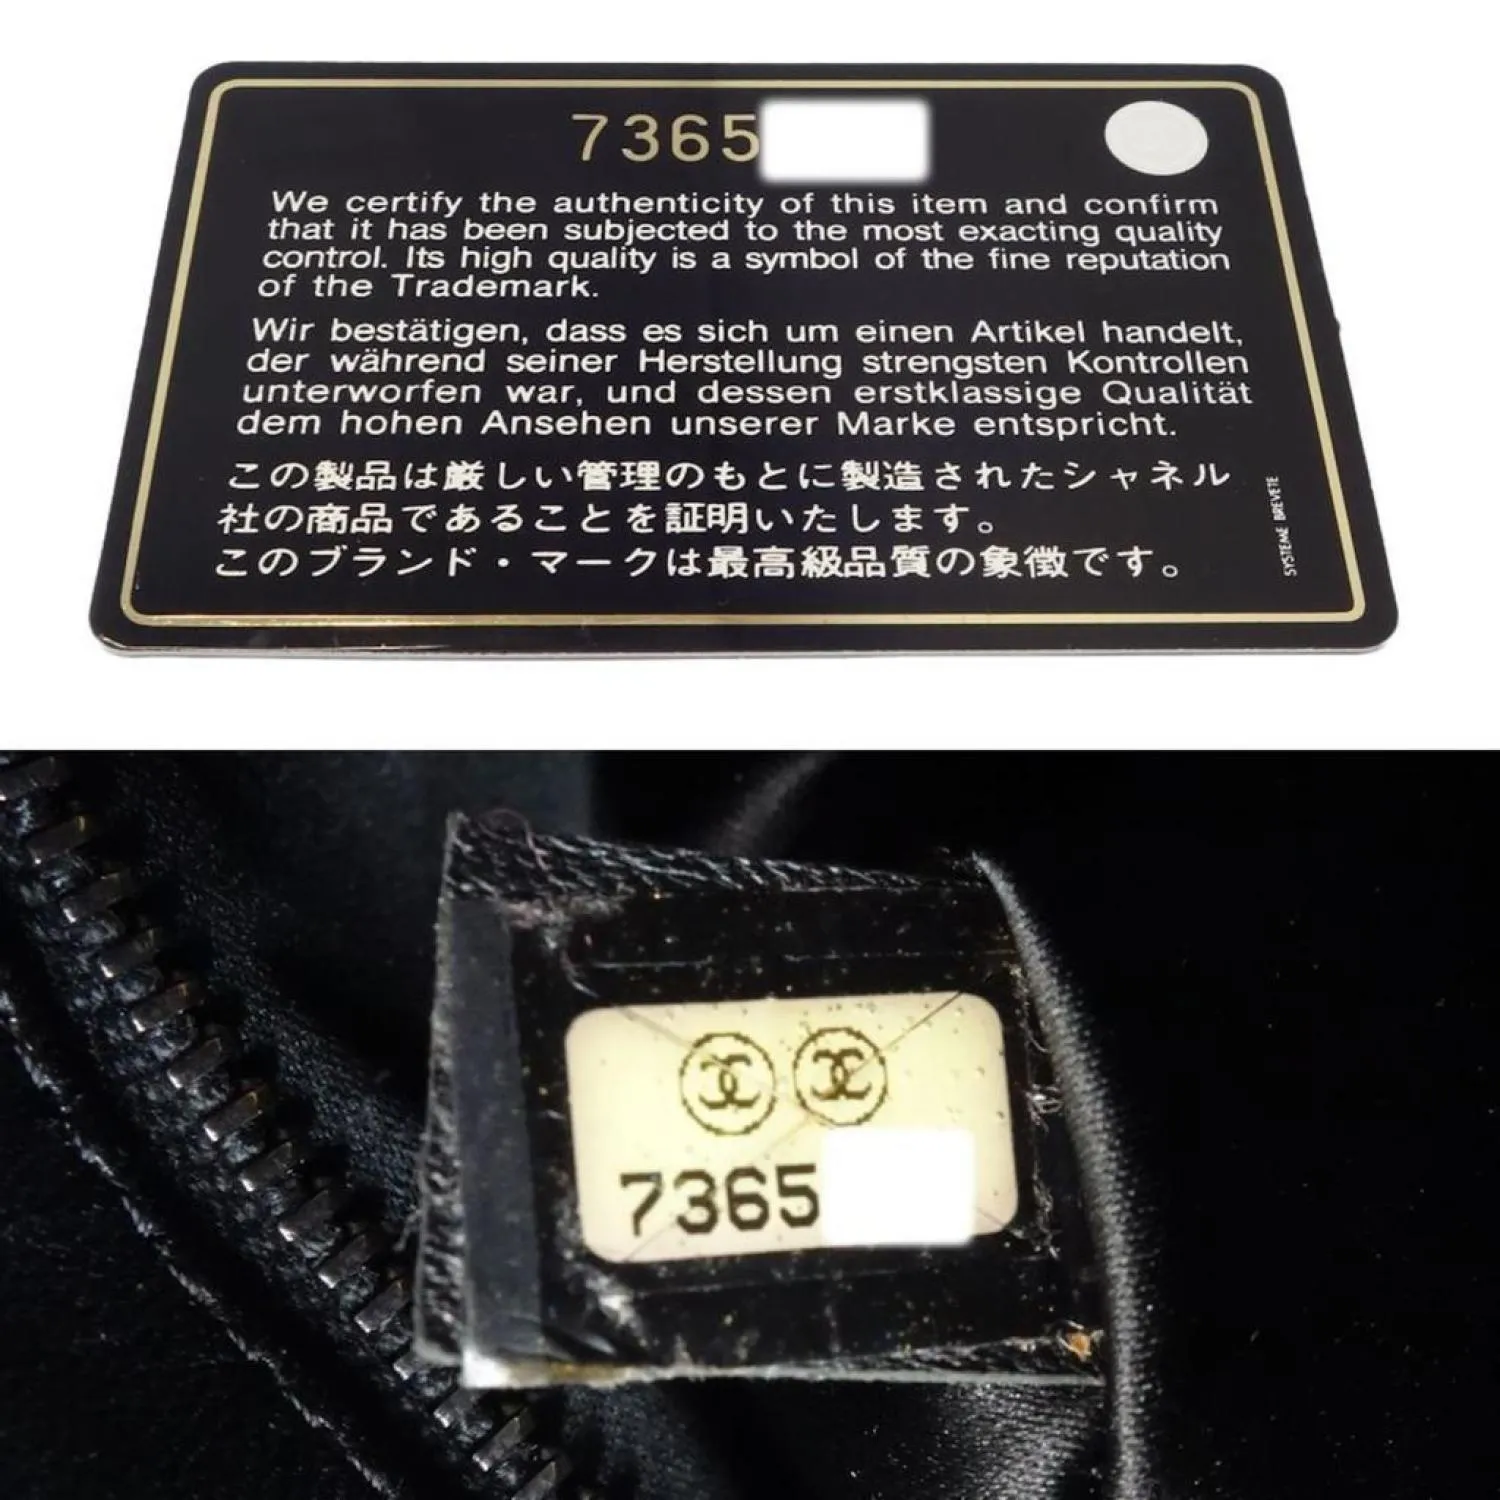 7365
We certify the authenticity of this item and confirm
that it has been subjected to the most exacting quality
control. Its high quality is a symbol of the fine reputation
of the Trademark.
Wir bestätigen, dass es sich um einen Artikel handelt,
der während seiner Herstellung strengsten Kontrollen
unterworfen war, und dessen erstklassige Qualität
dem hohen Ansehen unserer Marke entspricht.
この製品は厳しい管理のもとに製造されたシャネル
社の商品であることを証明いたします。
このブランド・マークは最高級品質の象徴です。
SYSTEME BREVETE
7365